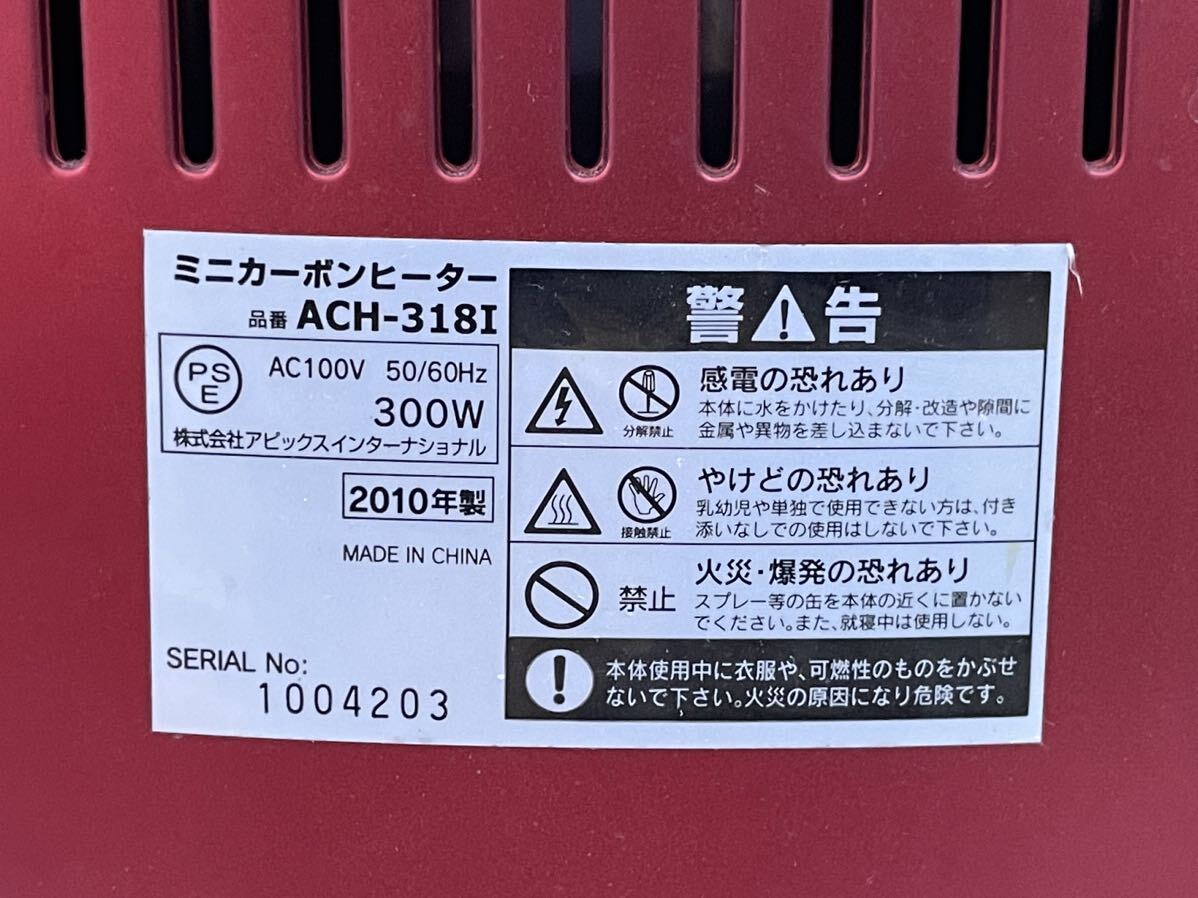 ミニカーボンヒーター
品番 ACH-318I
PS
E
AC100V 50/60Hz
300W
株式会社アピックスインターナショナル
2010年製
MADE IN CHINA
SERIAL No:
1004203
警告
感電の恐れあり
本体に水をかけたり、分解・改造や隙間に
金属や異物を差し込まないで下さい。
分解禁止
やけどの恐れあり
乳幼児や単独で使用できない方は、付き
添いなしでの使用はしないで下さい。
接触禁止
火災・爆発の恐れあり
禁止
スプレー等の缶を本体の近くに置かない
でください。また、就寝中は使用しない。
本体使用中に衣服や、可燃性のものをかぶせ
ないで下さい。火災の原因になり危険です。